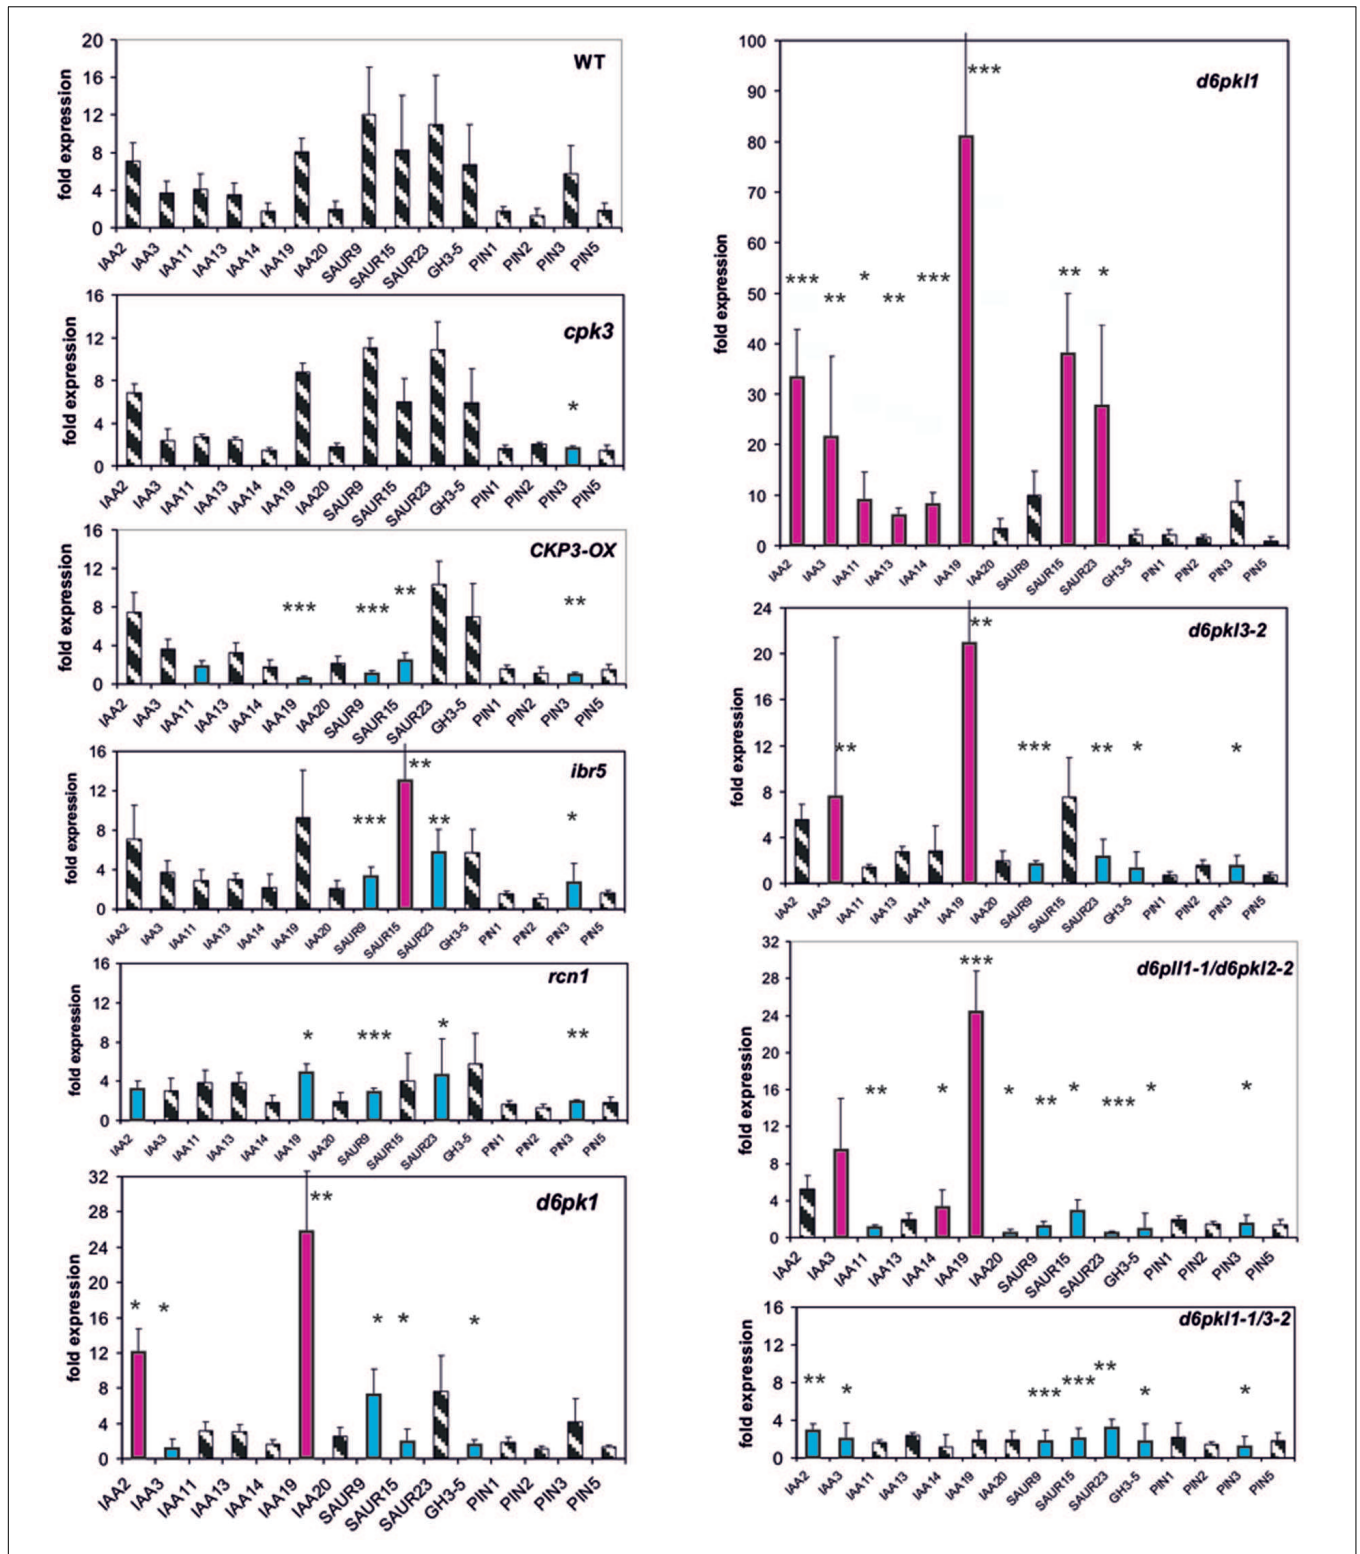 20
16
12
8
4
0
fold expression
WT
IAA2 IAA3 IAA11 IAA13 IAA14 IAA19 IAA20 SAUR9 SAUR15 SAUR23 GH3-5 PIN1 PIN2 PIN3 PIN5
16
12
8
4
0
fold expression
cpk3
*
IAA2 IAA3 IAA11 IAA13 IAA14 IAA19 IAA20 SAUR9 SAUR15 SAUR23 GH3-5 PIN1 PIN2 PIN3 PIN5
16
12
8
4
0
fold expression
CKP3-OX
*** *** ** **
IAA2 IAA3 IAA11 IAA13 IAA14 IAA19 IAA20 SAUR9 SAUR15 SAUR23 GH3-5 PIN1 PIN2 PIN3 PIN5
16
12
8
4
0
fold expression
ibr5
*** ** ** *
IAA2 IAA3 IAA11 IAA13 IAA14 IAA19 IAA20 SAUR9 SAUR15 SAUR23 GH3-5 PIN1 PIN2 PIN3 PIN5
16
12
8
4
0
fold expression
rcn1
* *** * **
IAA2 IAA3 IAA11 IAA13 IAA14 IAA19 IAA20 SAUR9 SAUR15 SAUR23 GH3-5 PIN1 PIN2 PIN3 PIN5
32
28
24
20
16
12
8
4
0
fold expression
d6pk1
* * ** * * *
IAA2 IAA3 IAA11 IAA13 IAA14 IAA19 IAA20 SAUR9 SAUR15 SAUR23 GH3-5 PIN1 PIN2 PIN3 PIN5
100
90
80
70
60
50
40
30
20
10
0
fold expression
d6pkl1
*** ** * ** *** *** ** *
IAA2 IAA3 IAA11 IAA13 IAA14 IAA19 IAA20 SAUR9 SAUR15 SAUR23 GH3-5 PIN1 PIN2 PIN3 PIN5
24
20
16
12
8
4
0
fold expression
d6pkl3-2
** ** *** ** * *
IAA2 IAA3 IAA11 IAA13 IAA14 IAA19 IAA20 SAUR9 SAUR15 SAUR23 GH3-5 PIN1 PIN2 PIN3 PIN5
32
28
24
20
16
12
8
4
0
fold expression
d6pll1-1/d6pkl2-2
** * *** * ** * *** * *
IAA2 IAA3 IAA11 IAA13 IAA14 IAA19 IAA20 SAUR9 SAUR15 SAUR23 GH3-5 PIN1 PIN2 PIN3 PIN5
16
12
8
4
0
fold expression
d6pkl1-1/3-2
** * *** *** ** * *
IAA2 IAA3 IAA11 IAA13 IAA14 IAA19 IAA20 SAUR9 SAUR15 SAUR23 GH3-5 PIN1 PIN2 PIN3 PIN5